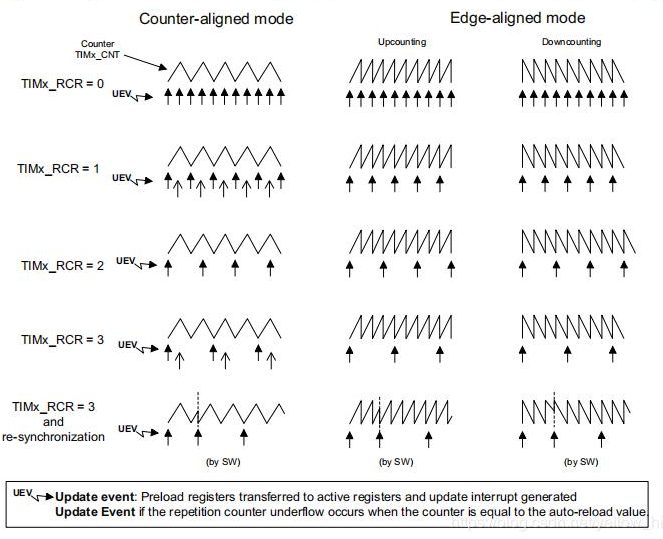 Counter-aligned mode
Edge-aligned mode
Counter
TIMx_CNT
Upcounting
Downcounting
TIMx_RCR = 0
UEV
TIMx_RCR = 1
UEV
TIMx_RCR = 2
UEV
TIMx_RCR = 3
UEV
TIMx_RCR = 3
and
re-synchronization
UEV
(by SW)
(by SW)
(by SW)
UEV
Update event: Preload registers transferred to active registers and update interrupt generated
Update Event if the repetition counter underflow occurs when the counter is equal to the auto-reload value.